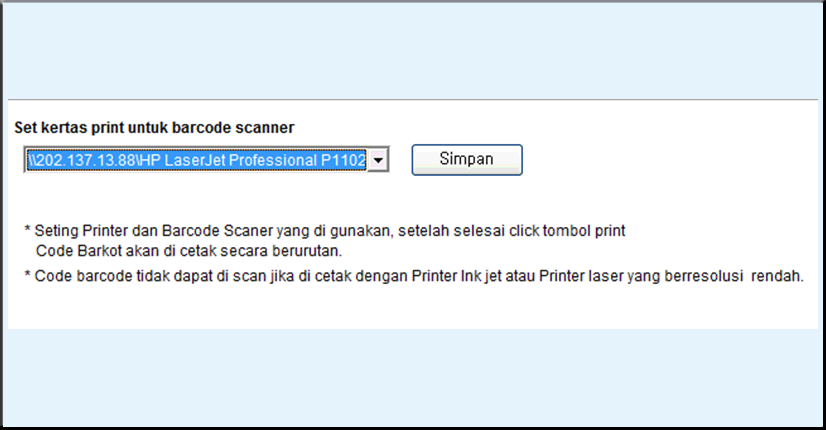 Set kertas print untuk barcode scanner
\\202.137.13.88\HP LaserJet Professional P1102
Simpan
* Seting Printer dan Barcode Scaner yang di gunakan, setelah selesai click tombol print
Code Barkot akan di cetak secara berurutan.
* Code barcode tidak dapat di scan jika di cetak dengan Printer Ink jet atau Printer laser yang berresolusi rendah.